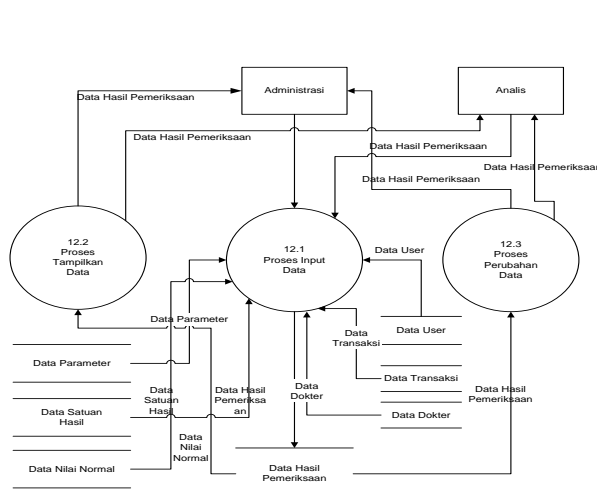 Administrasi
Analis
Data Hasil Pemeriksaan
Data Hasil Pemeriksaan
Data Hasil Pemeriksaan
Data Hasil Pemeriksaan
Data Hasil Pemeriksaan
12.2
Proses
Tampilkan
Data
12.1
Proses Input
Data
12.3
Proses
Perubahan
Data
Data User
Data Parameter
Data
Transaksi
Data User
Data Parameter
Data Transaksi
Data
Satuan
Hasil
Data Hasil
Pemeriksa
an
Data
Dokter
Data Hasil
Pemeriksaan
Data Satuan
Hasil
Data Dokter
Data
Nilai
Normal
Data Nilai Normal
Data Hasil
Pemeriksaan